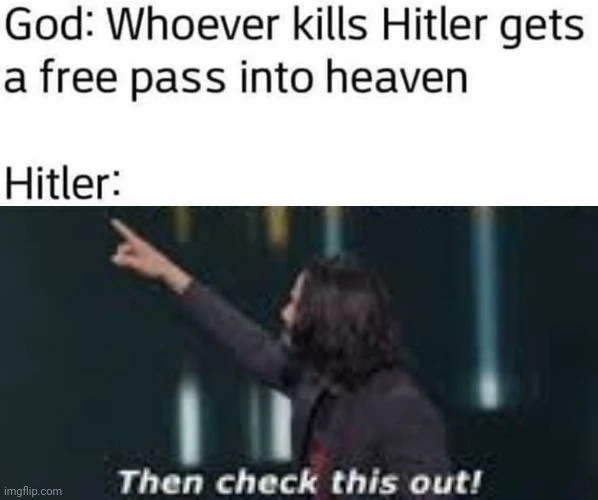 God: Whoever kills Hitler gets
a free pass into heaven
Hitler:
Then check this out!
imgflip.com